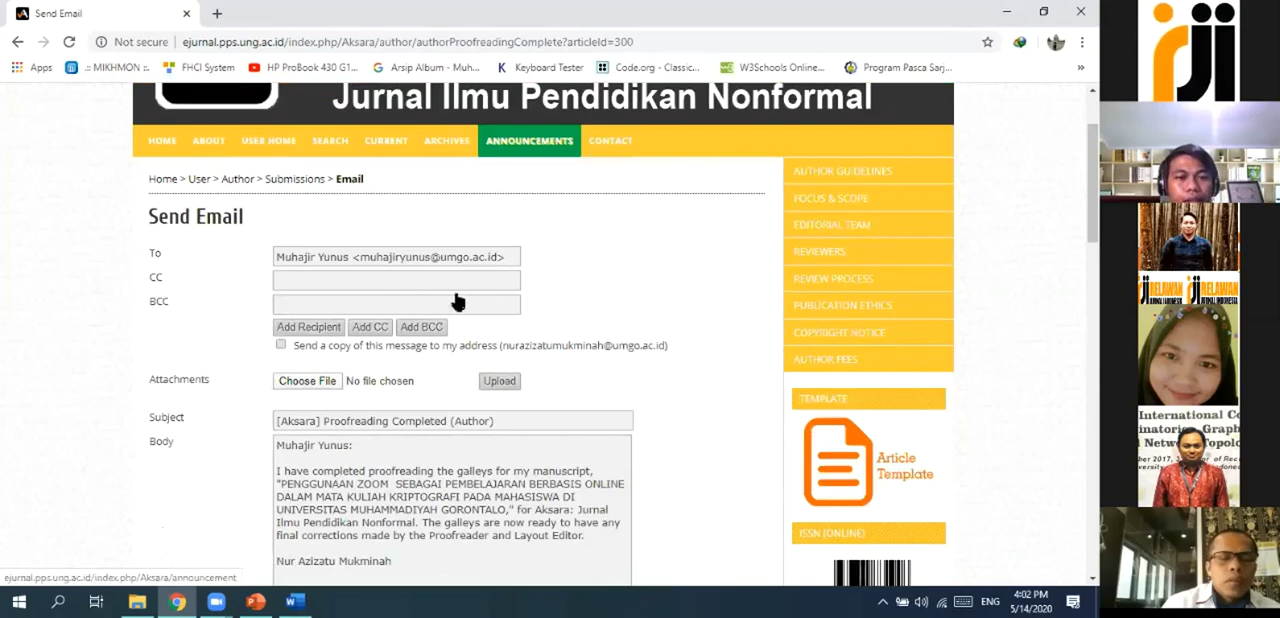 Send Email
Not secure ejurnal.pps.ung.ac.id/index.php/Aksara/author/authorProofreadingComplete?articleId=300
Apps
.:: MIKHMON ::.
FHCI System
HP ProBook 430 G1...
Arsip Album - Muh...
Keyboard Tester
Code.org - Classic...
W3Schools Online...
Program Pasca Sarj...
»
Jurnal Ilmu Pendidikan Nonformal
HOME ABOUT USER HOME SEARCH CURRENT ARCHIVES ANNOUNCEMENTS CONTACT
Home > User > Author > Submissions > Email
Send Email
To Muhajir Yunus <muhajiryunus@umgo.ac.id>
CC
BCC
Add Recipient Add CC Add BCC
Send a copy of this message to my address (nurazizatumukminah@umgo.ac.id)
Attachments Choose File No file chosen Upload
Subject [Aksara] Proofreading Completed (Author)
Body
Muhajir Yunus:
I have completed proofreading the galleys for my manuscript,
"PENGGUNAAN ZOOM SEBAGAI PEMBELAJARAN BERBASIS ONLINE
DALAM MATA KULIAH KRIPTOGRAFI PADA MAHASISWA DI
UNIVERSITAS MUHAMMADIYAH GORONTALO," for Aksara: Jurnal
Ilmu Pendidikan Nonformal. The galleys are now ready to have any
final corrections made by the Proofreader and Layout Editor.
Nur Azizatu Mukminah
AUTHOR GUIDELINES
FOCUS & SCOPE
EDITORIAL TEAM
REVIEWERS
REVIEW PROCESS
PUBLICATION ETHICS
COPYRIGHT NOTICE
AUTHOR FEES
TEMPLATE
Article
Template
ISSN (ONLINE)
ejurnal.pps.ung.ac.id/index.php/Aksara/announcement
ENG
4:02 PM
5/14/2020
rji
RELAWAN
JURNAL INDONESIA
International Co
Network